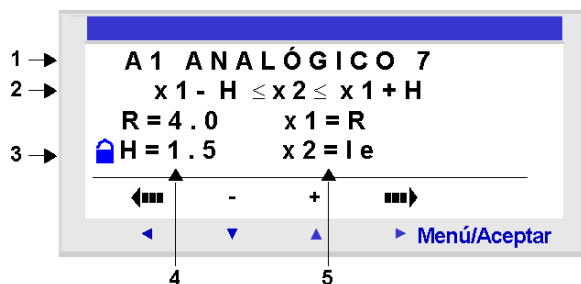 1 A1 ANALÓGICO 7
2 x1 - H ≤ x2 ≤ x1 + H
R = 4.0 x1 = R
3 H = 1.5 x2 = Ie
- +
Menú/Aceptar
4 5